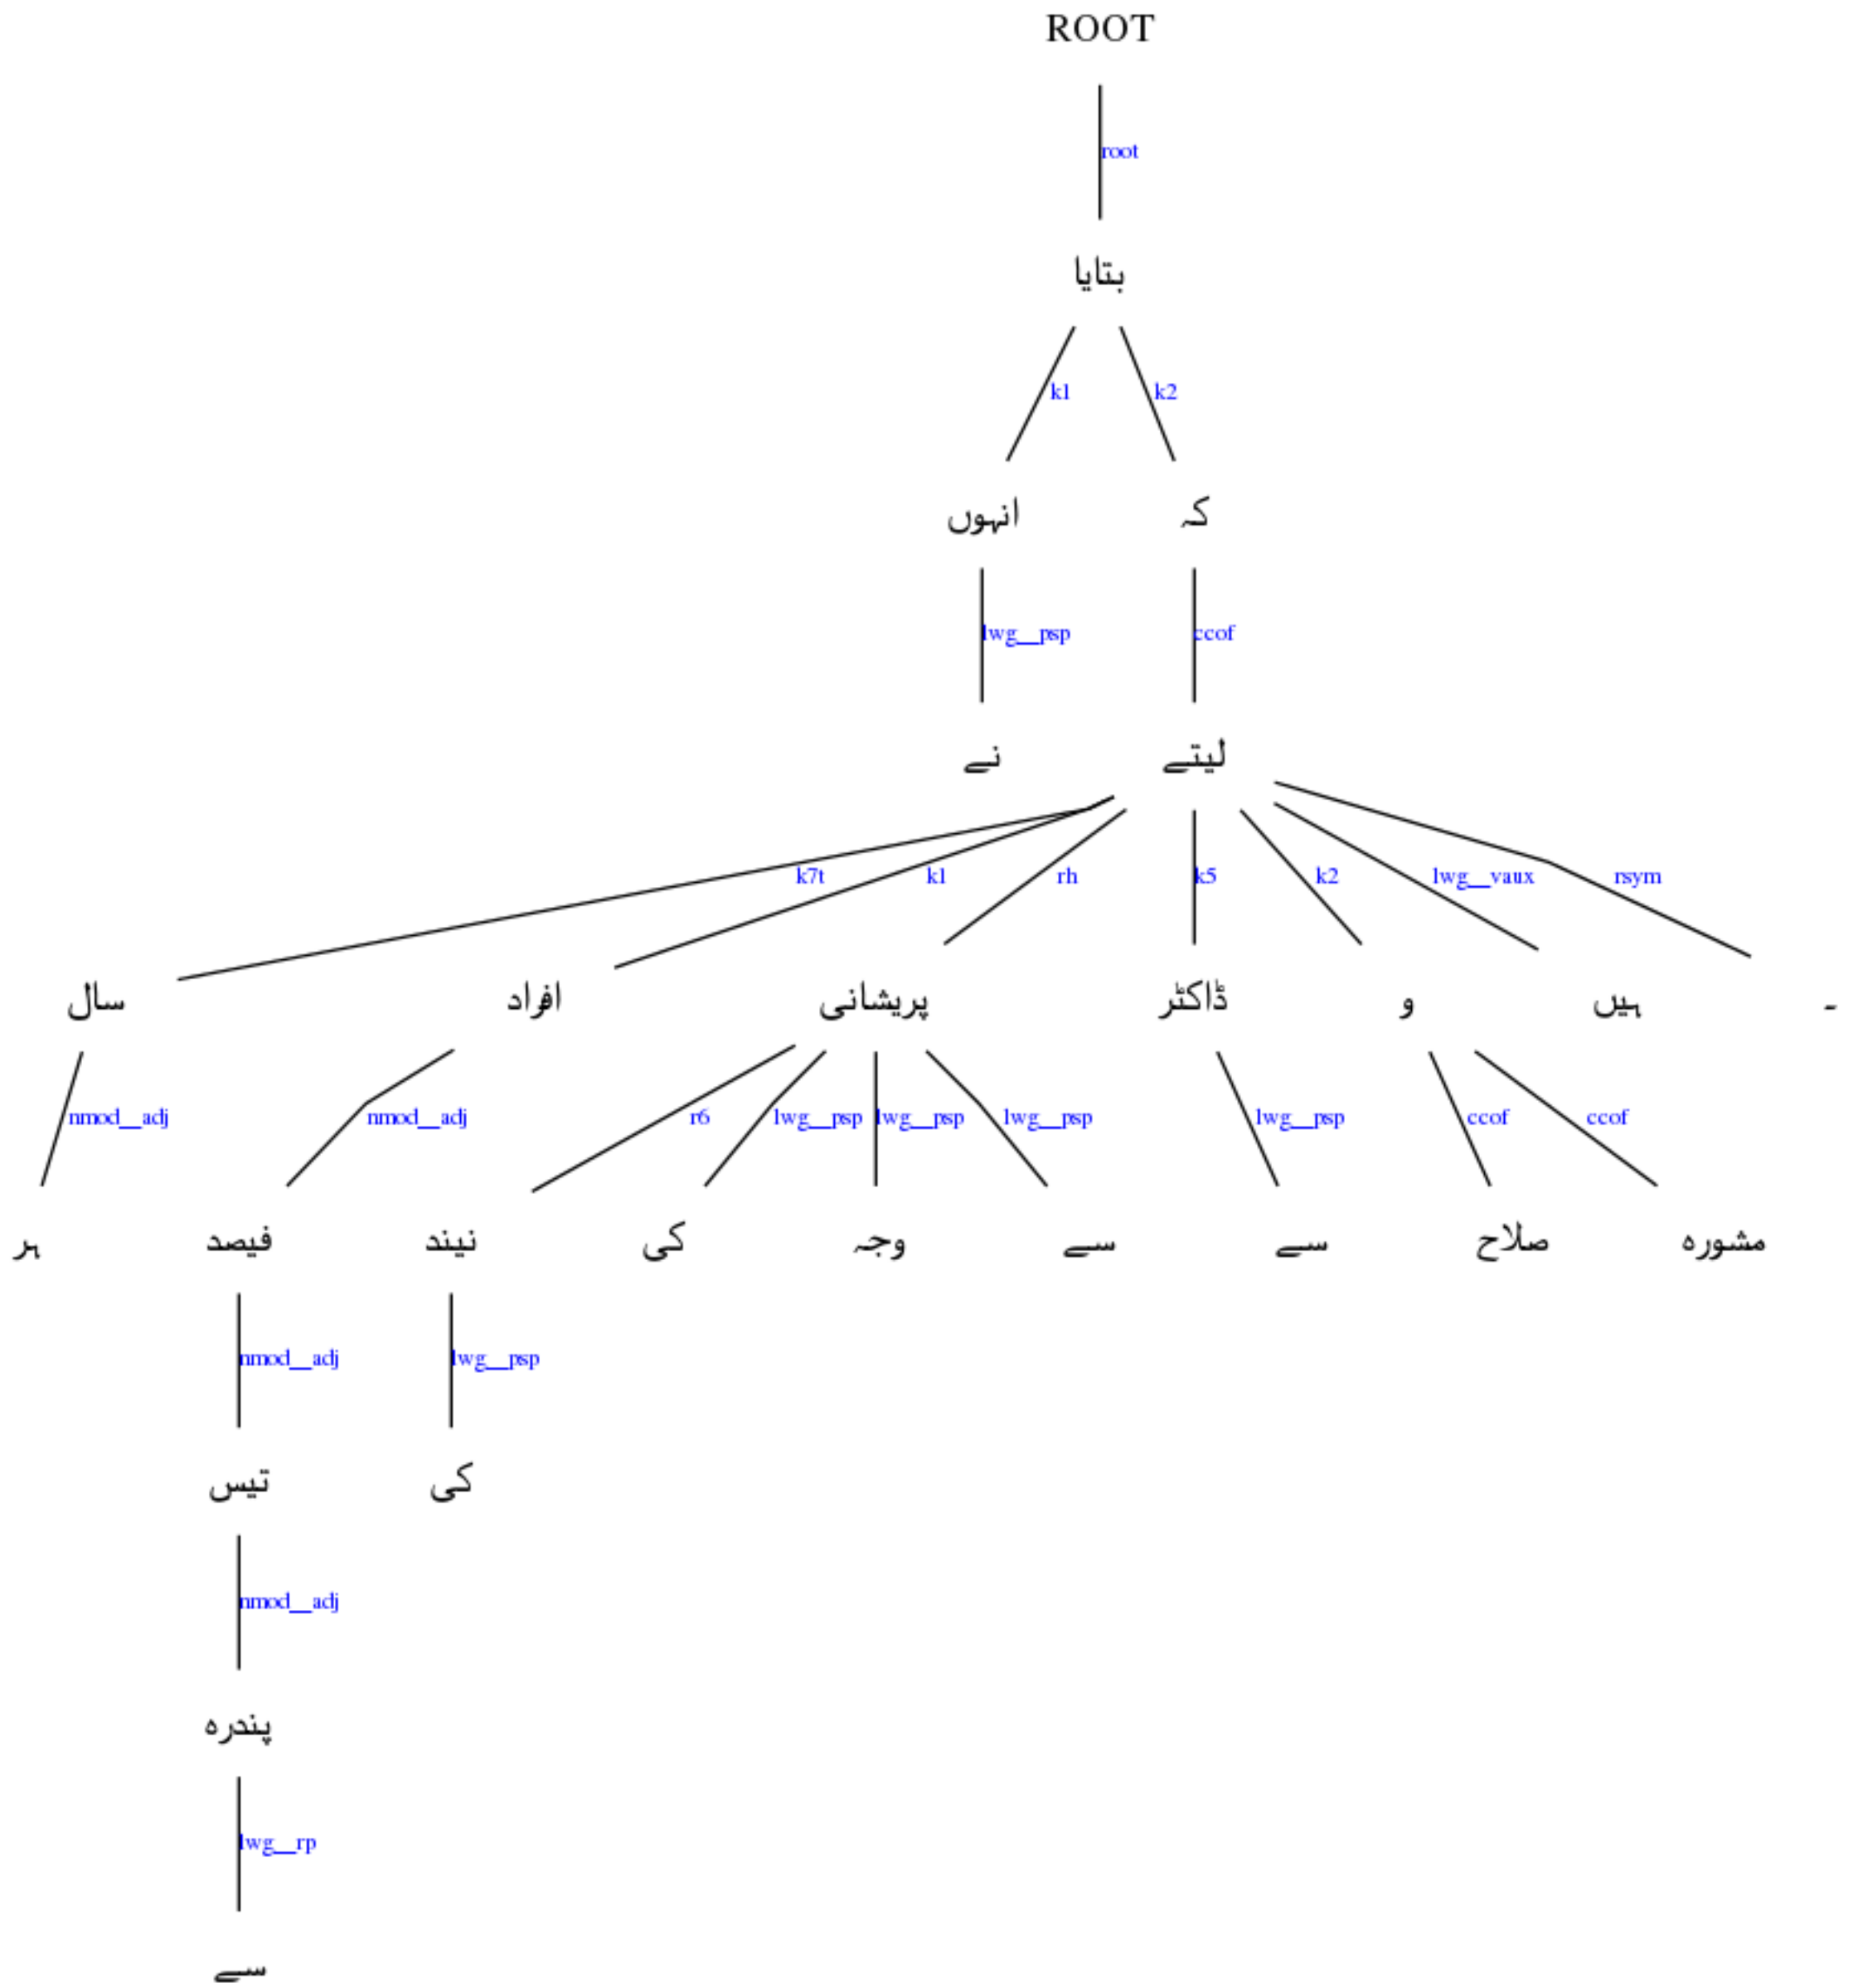 ROOT
root
بتایا
k1 k2
انہوں کہ
lwg__psp ccof
نے لیتے
k7t k1 rh k5 k2 lwg__vaux rsym
سال افراد پریشانی ڈاکٹر و ہیں ۔
nmod__adj nmod__adj r6 lwg__psp lwg__psp lwg__psp lwg__psp ccof ccof
ہر فیصد نیند کی وجہ سے سے صلاح مشورہ
nmod__adj lwg__psp
تیس کی
nmod__adj
پندرہ
lwg__rp
سے